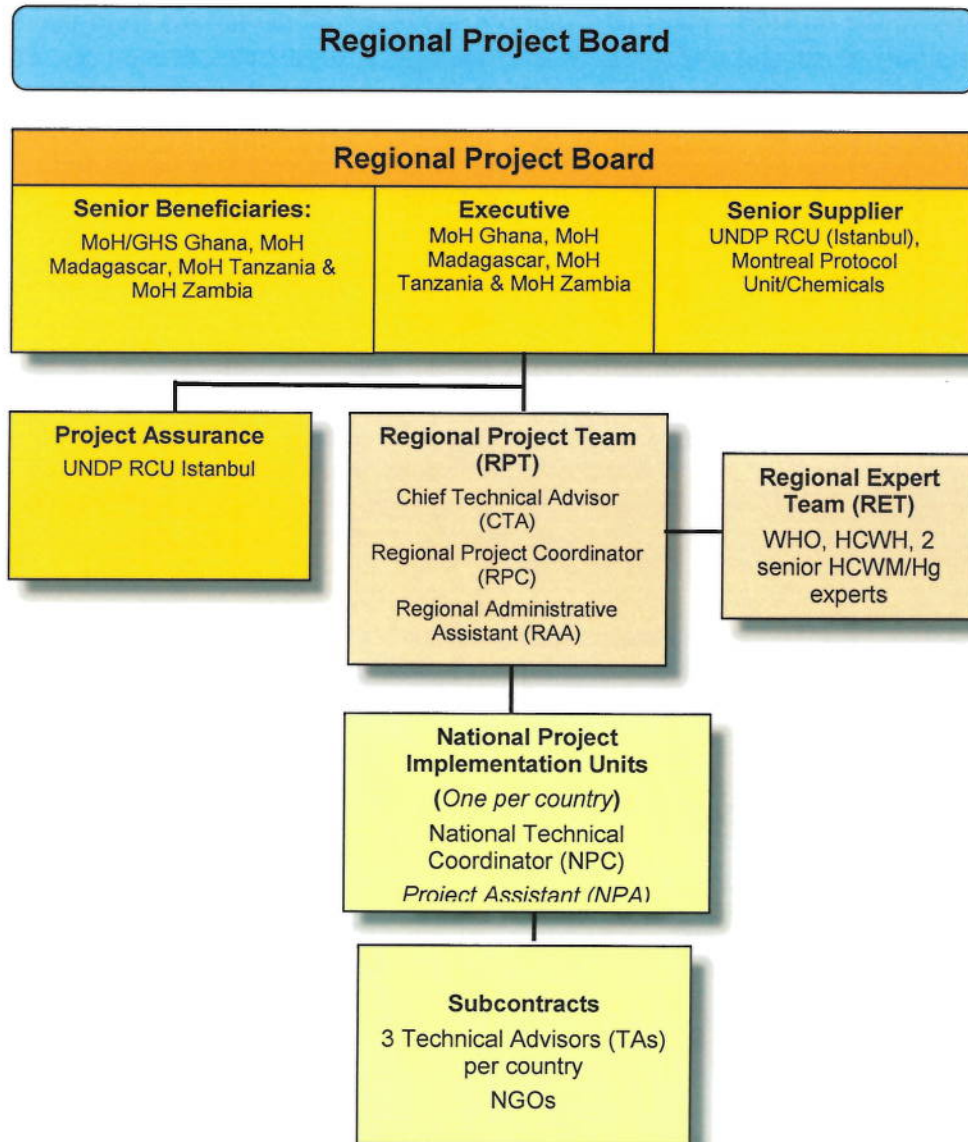 Regional Project Board
Regional Project Board
Senior Beneficiaries:
MoH/GHS Ghana, MoH
Madagascar, MoH Tanzania &
MoH Zambia
Executive
MoH Ghana, MoH
Madagascar, MoH
Tanzania & MoH Zambia
Senior Supplier
UNDP RCU (Istanbul),
Montreal Protocol
Unit/Chemicals
Project Assurance
UNDP RCU Istanbul
Regional Project Team
(RPT)
Chief Technical Advisor
(CTA)
Regional Project Coordinator
(RPC)
Regional Administrative
Assistant (RAA)
Regional Expert
Team (RET)
WHO, HCWH, 2
senior HCWM/Hg
experts
National Project
Implementation Units
(One per country)
National Technical
Coordinator (NPC)
Project Assistant (NPA)
Subcontracts
3 Technical Advisors (TAs)
per country
NGOs